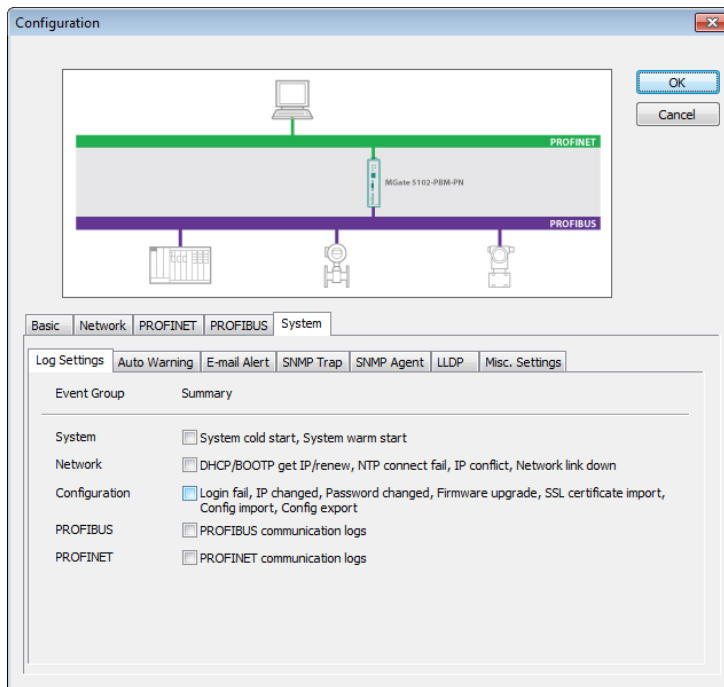 Configuration
OK
Cancel
PROFINET
MGate 5102-PBM-PN
PROFIBUS
Basic Network PROFINET PROFIBUS System
Log Settings Auto Warning E-mail Alert SNMP Trap SNMP Agent LLDP Misc. Settings
Event Group Summary
System System cold start, System warm start
Network DHCP/BOOTP get IP/renew, NTP connect fail, IP conflict, Network link down
Configuration Login fail, IP changed, Password changed, Firmware upgrade, SSL certificate import,
Config import, Config export
PROFIBUS PROFIBUS communication logs
PROFINET PROFINET communication logs